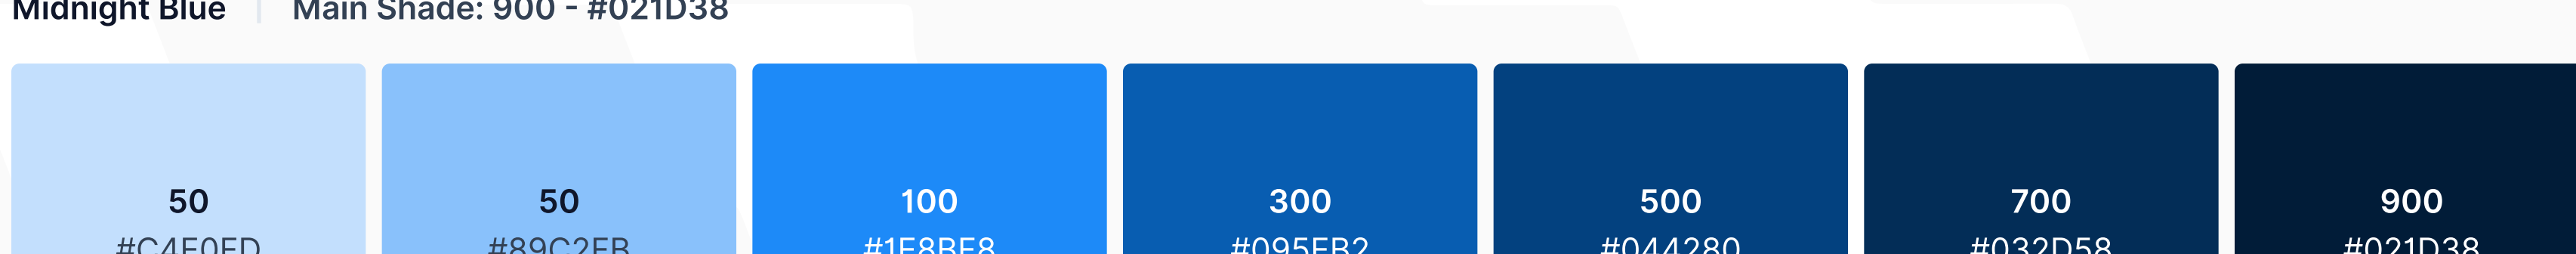 Midnight Blue | Main Shade: 900 - #021D38
50 50 100 300 500 700 900
#C4E0FD #89C2FB #1E8BF8 #095EB2 #044280 #032D58 #021D38